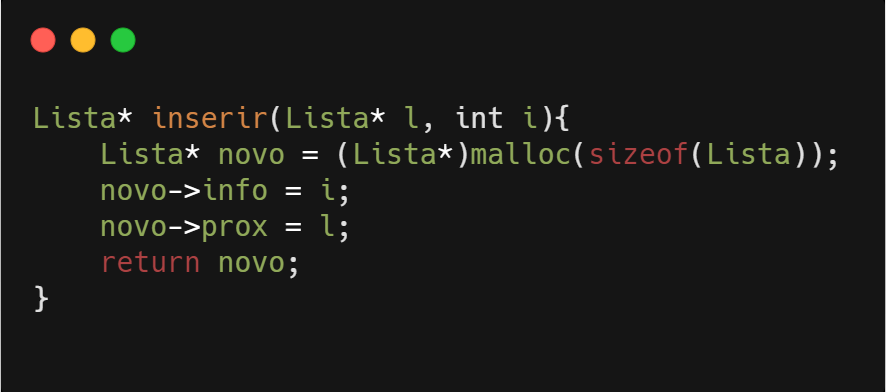 Lista* inserir(Lista* l, int i){
    Lista* novo = (Lista*)malloc(sizeof(Lista));
    novo->info = i;
    novo->prox = l;
    return novo;
}